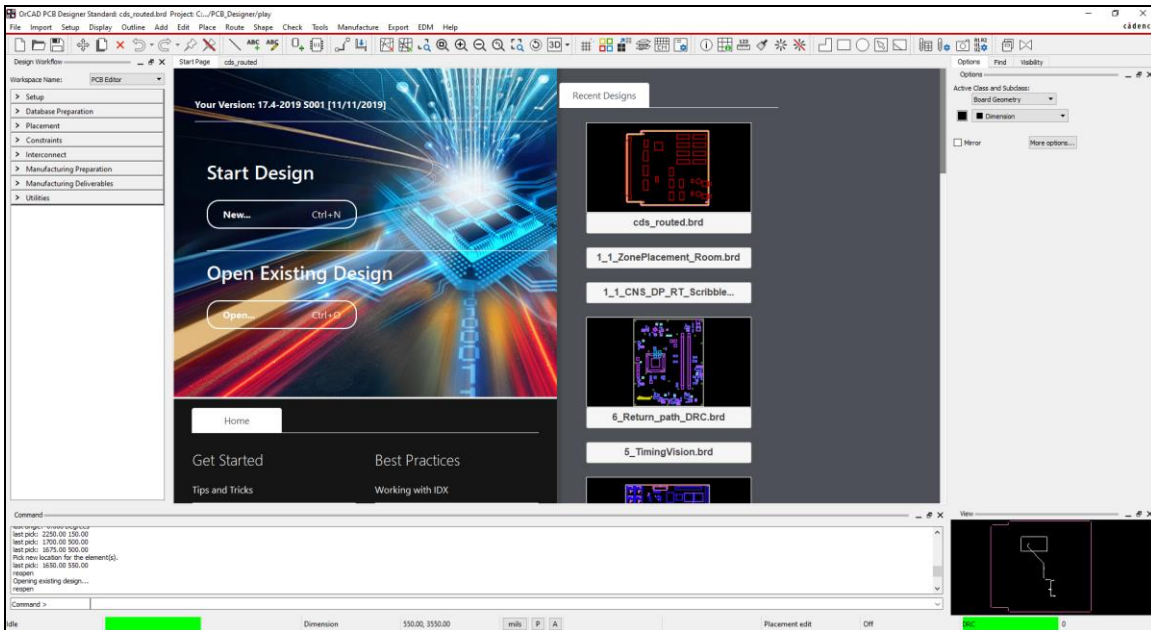 OrCAD PCB Designer Standard: cds_routed.brd Project: C:.../PCB_Designer/play
File Import Setup Display Outline Add Edit Place Route Shape Check Tools Manufacture Export EDM Help
cādence
Design Workflow
Start Page cds_routed
Options Find Visibility
Workspace Name: PCB Editor
> Setup
> Database Preparation
> Placement
> Constraints
> Interconnect
> Manufacturing Preparation
> Manufacturing Deliverables
> Utilities
Your Version: 17.4-2019 S001 [11/11/2019]
Start Design
New... Ctrl+N
Open Existing Design
Open... Ctrl+O
Home
Get Started Best Practices
Tips and Tricks Working with IDX
Recent Designs
cds_routed.brd
1_1_ZonePlacement_Room.brd
1_1_CNS_DP_RT_Scribble...
6_Return_path_DRC.brd
5_TimingVision.brd
Options
Active Class and Subclass:
Board Geometry
Dimension
Mirror More options...
Command
last pick: 2250.00 150.00
last pick: 1700.00 500.00
last pick: 1675.00 500.00
Pick new location for the element(s).
last pick: 1650.00 550.00
reopen
Opening existing design...
reopen
Command >
View
Idle Dimension 550.00, 3550.00 mils P A Placement edit Off DRC 0